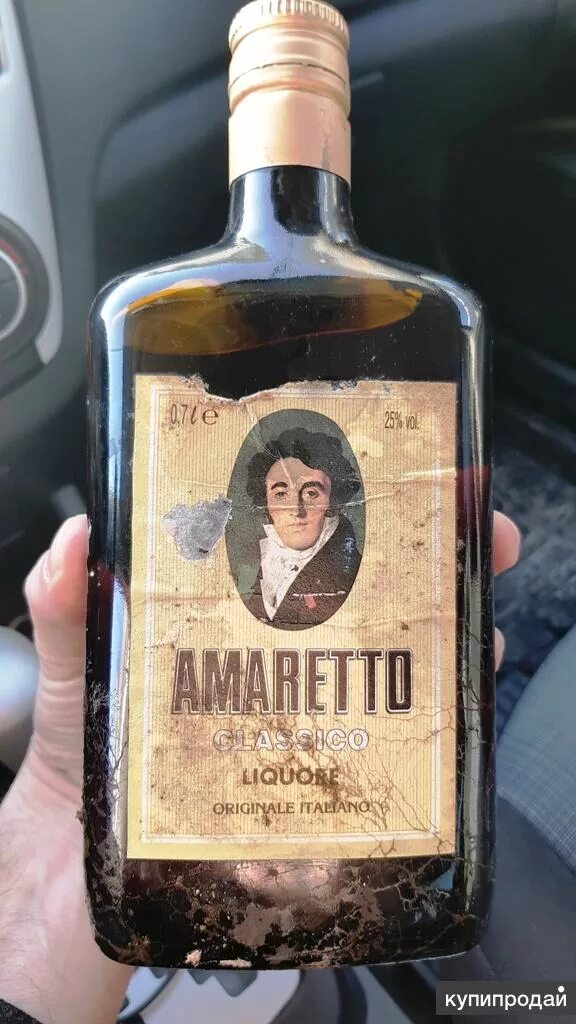 0,7 l e
25% vol.
AMARETTO
CLASSICO
LIQUORE
ORIGINALE ITALIANO
купипродай